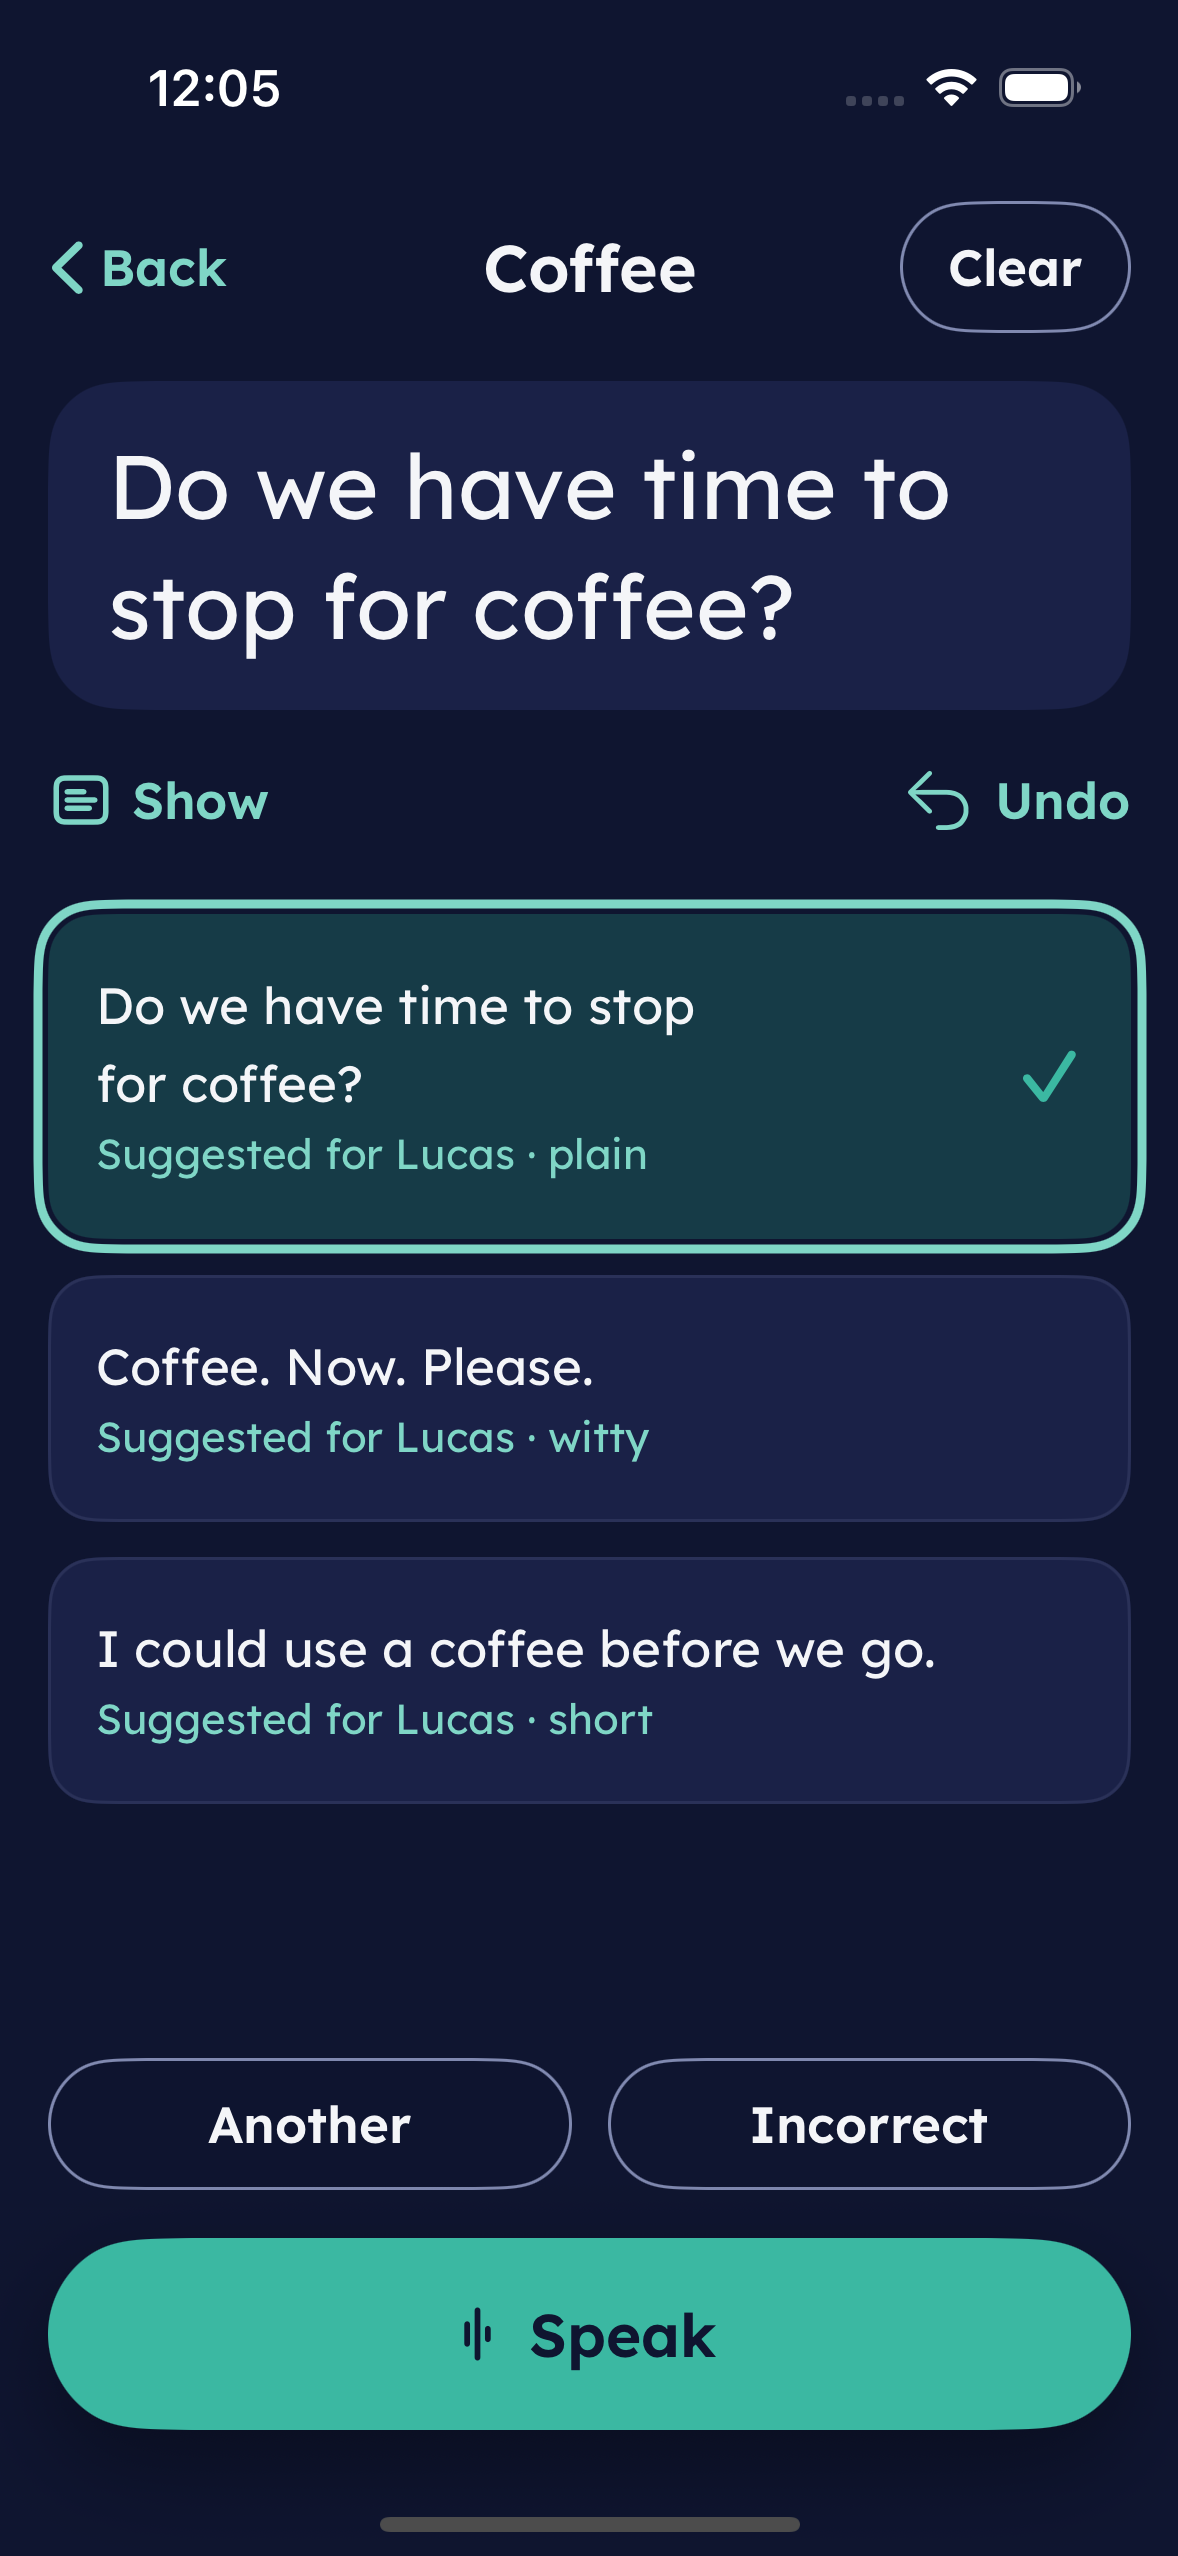 12:05
Back
Coffee
Clear
Do we have time to
stop for coffee?
Show
Undo
Do we have time to stop
for coffee?
Suggested for Lucas · plain
Coffee. Now. Please.
Suggested for Lucas · witty
I could use a coffee before we go.
Suggested for Lucas · short
Another
Incorrect
Speak